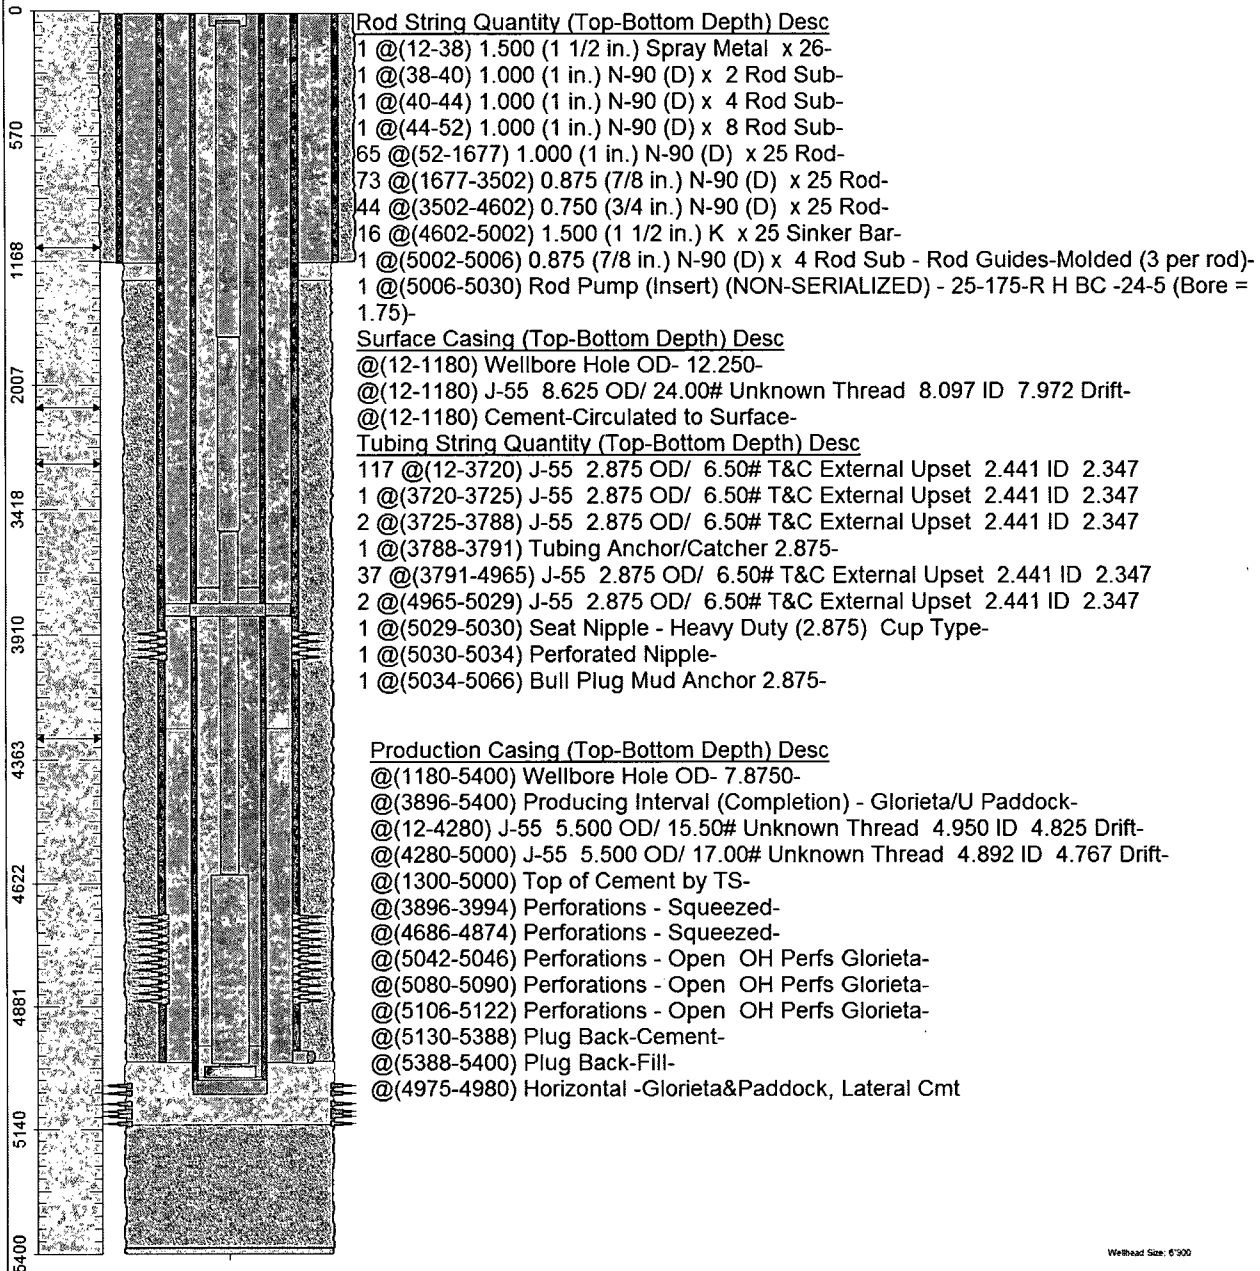 Rod String Quantity (Top-Bottom Depth) Desc
1 @(12-38) 1.500 (1 1/2 in.) Spray Metal x 26-
1 @(38-40) 1.000 (1 in.) N-90 (D) x 2 Rod Sub-
1 @(40-44) 1.000 (1 in.) N-90 (D) x 4 Rod Sub-
1 @(44-52) 1.000 (1 in.) N-90 (D) x 8 Rod Sub-
65 @(52-1677) 1.000 (1 in.) N-90 (D) x 25 Rod-
73 @(1677-3502) 0.875 (7/8 in.) N-90 (D) x 25 Rod-
44 @(3502-4602) 0.750 (3/4 in.) N-90 (D) x 25 Rod-
16 @(4602-5002) 1.500 (1 1/2 in.) K x 25 Sinker Bar-
1 @(5002-5006) 0.875 (7/8 in.) N-90 (D) x 4 Rod Sub - Rod Guides-Molded (3 per rod)-
1 @(5006-5030) Rod Pump (Insert) (NON-SERIALIZED) - 25-175-R H BC -24-5 (Bore =
1.75)-
Surface Casing (Top-Bottom Depth) Desc
@(12-1180) Wellbore Hole OD- 12.250-
@(12-1180) J-55 8.625 OD/ 24.00# Unknown Thread 8.097 ID 7.972 Drift-
@(12-1180) Cement-Circulated to Surface-
Tubing String Quantity (Top-Bottom Depth) Desc
117 @(12-3720) J-55 2.875 OD/ 6.50# T&C External Upset 2.441 ID 2.347
1 @(3720-3725) J-55 2.875 OD/ 6.50# T&C External Upset 2.441 ID 2.347
2 @(3725-3788) J-55 2.875 OD/ 6.50# T&C External Upset 2.441 ID 2.347
1 @(3788-3791) Tubing Anchor/Catcher 2.875-
37 @(3791-4965) J-55 2.875 OD/ 6.50# T&C External Upset 2.441 ID 2.347
2 @(4965-5029) J-55 2.875 OD/ 6.50# T&C External Upset 2.441 ID 2.347
1 @(5029-5030) Seat Nipple - Heavy Duty (2.875) Cup Type-
1 @(5030-5034) Perforated Nipple-
1 @(5034-5066) Bull Plug Mud Anchor 2.875-
Production Casing (Top-Bottom Depth) Desc
@(1180-5400) Wellbore Hole OD- 7.8750-
@(3896-5400) Producing Interval (Completion) - Glorieta/U Paddock-
@(12-4280) J-55 5.500 OD/ 15.50# Unknown Thread 4.950 ID 4.825 Drift-
@(4280-5000) J-55 5.500 OD/ 17.00# Unknown Thread 4.892 ID 4.767 Drift-
@(1300-5000) Top of Cement by TS-
@(3896-3994) Perforations - Squeezed-
@(4686-4874) Perforations - Squeezed-
@(5042-5046) Perforations - Open OH Perfs Glorieta-
@(5080-5090) Perforations - Open OH Perfs Glorieta-
@(5106-5122) Perforations - Open OH Perfs Glorieta-
@(5130-5388) Plug Back-Cement-
@(5388-5400) Plug Back-Fill-
@(4975-4980) Horizontal -Glorieta&Paddock, Lateral Cmt
0
570
1168
2007
3418
3910
4363
4622
4881
5140
5400
Wellhead Size: 6"900